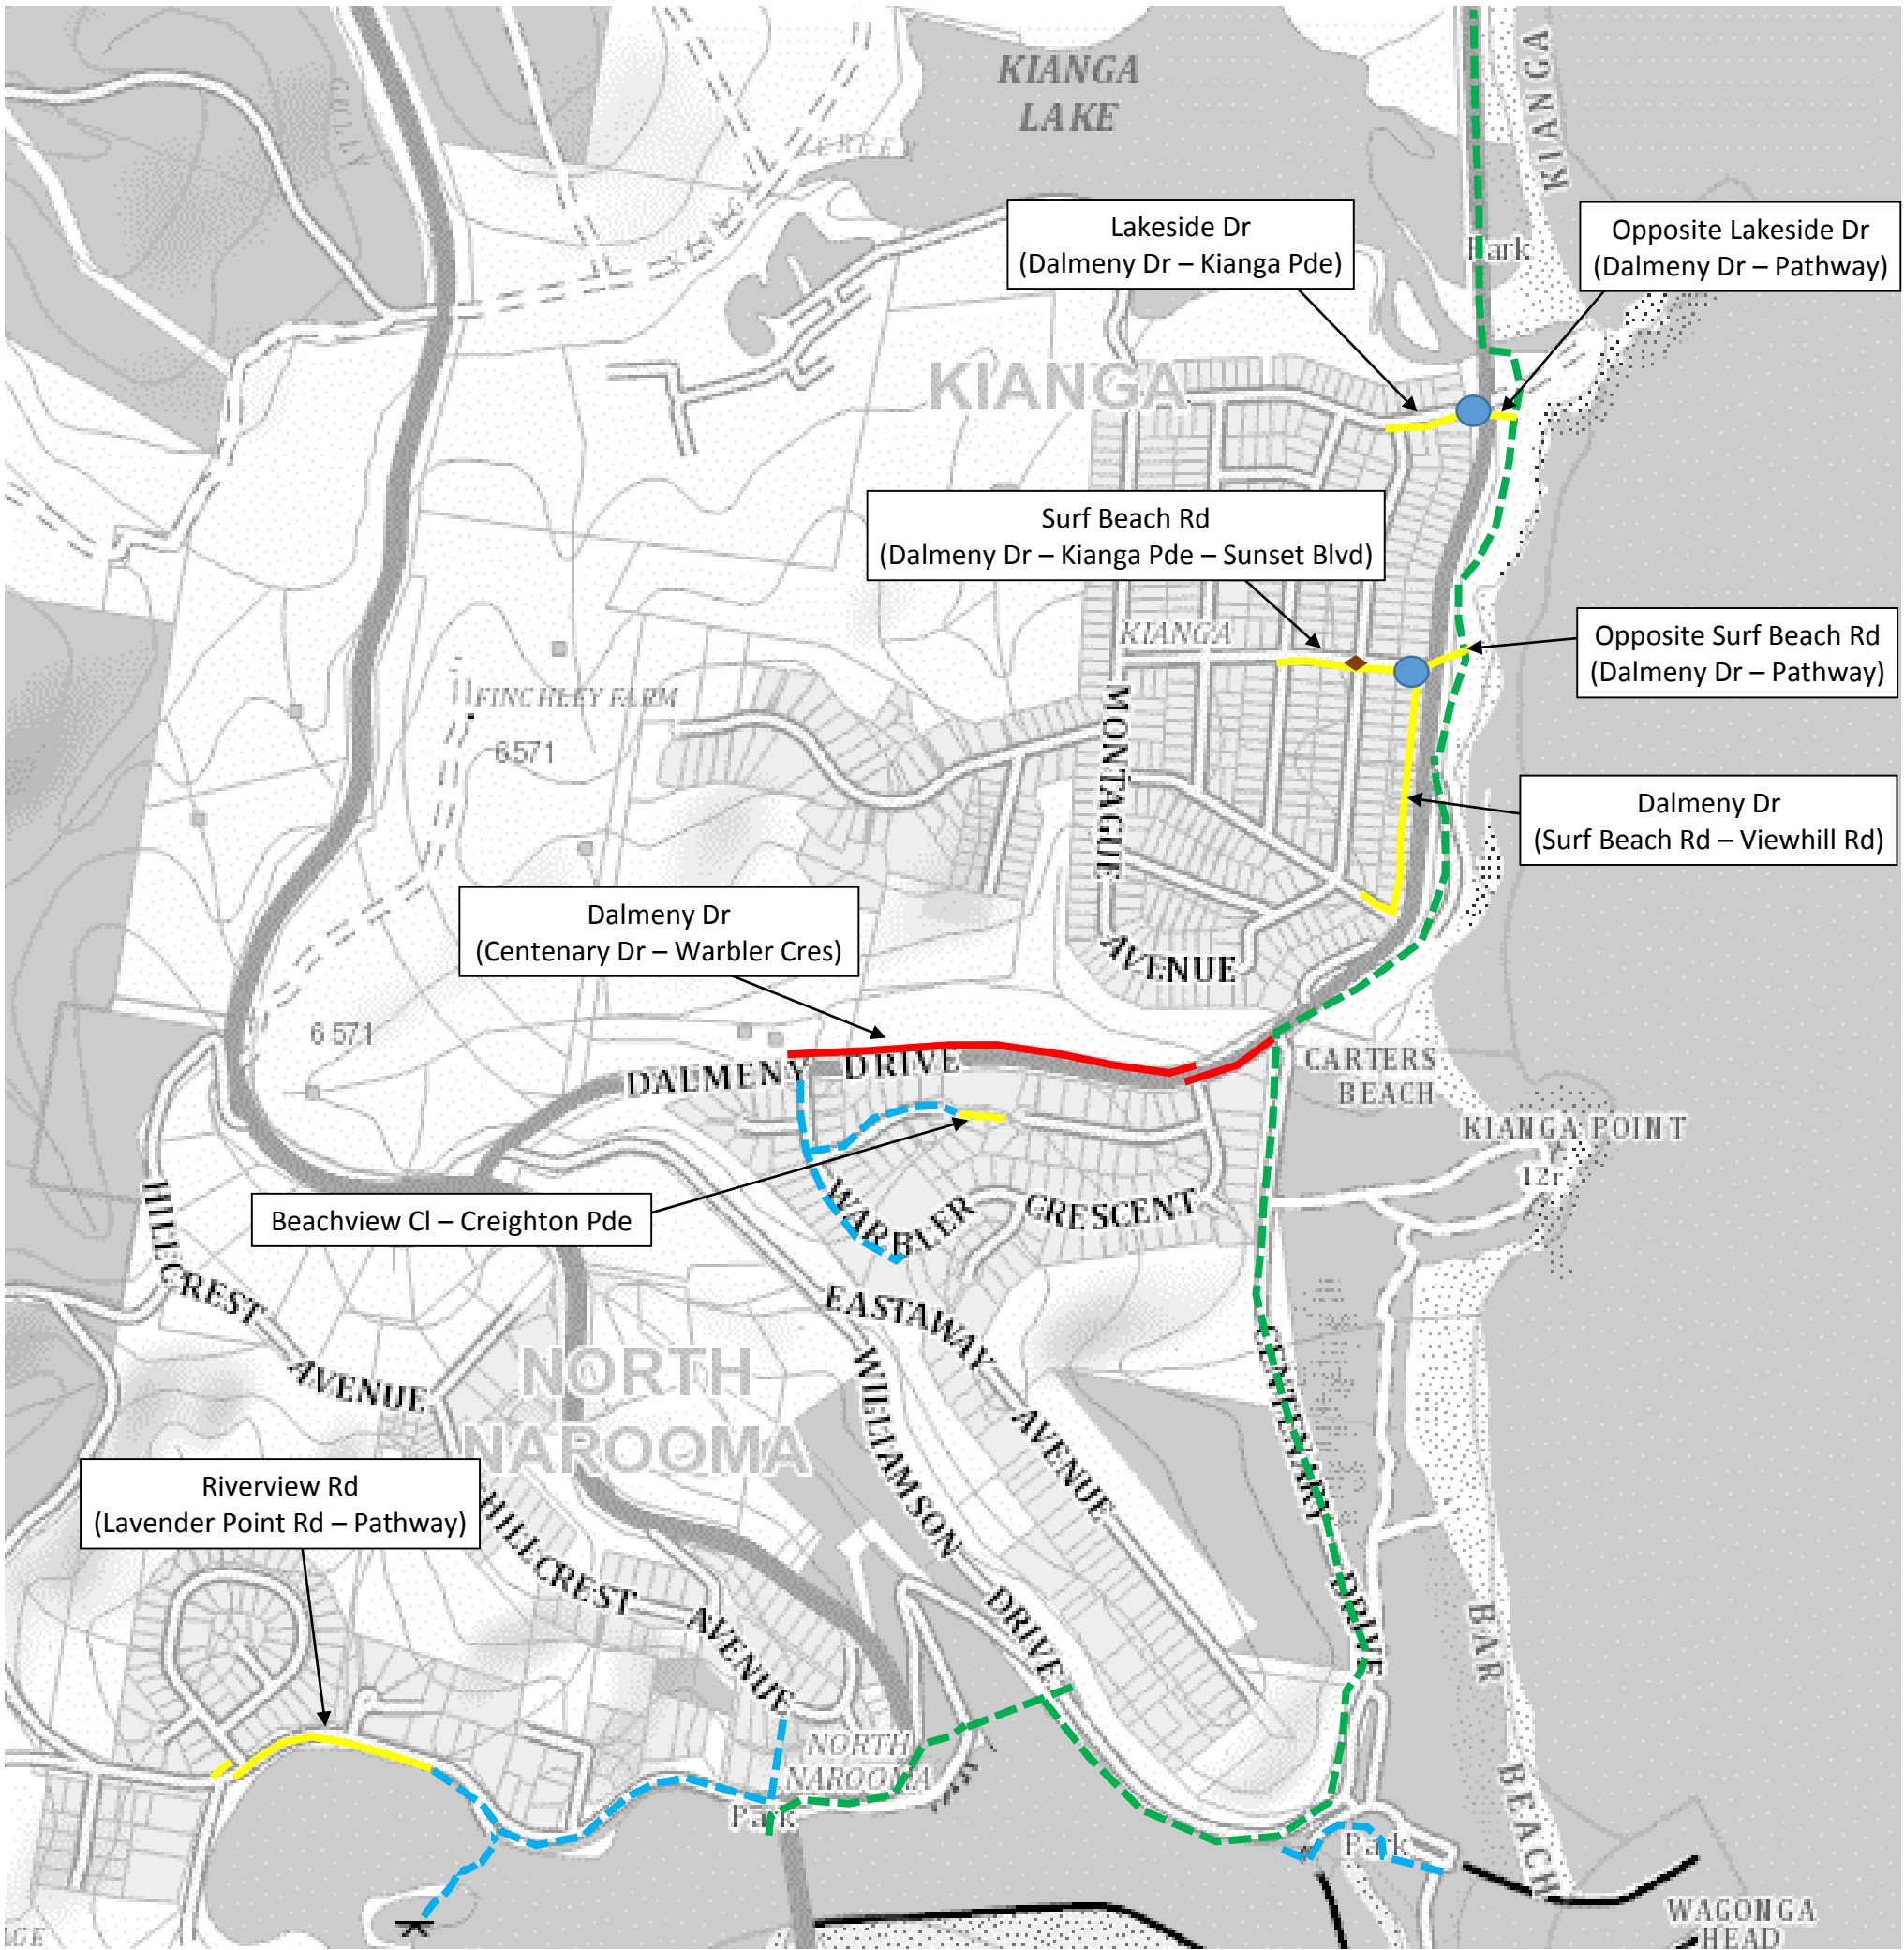 KIANGA
LAKE
GULLY
KIANGA
Lakeside Dr
(Dalmeny Dr – Kianga Pde)
Park
Opposite Lakeside Dr
(Dalmeny Dr – Pathway)
KIANGA
Surf Beach Rd
(Dalmeny Dr – Kianga Pde – Sunset Blvd)
KIANGA
Opposite Surf Beach Rd
(Dalmeny Dr – Pathway)
FINCHLEY FARM
6571
MONTAGUE
AVENUE
Dalmeny Dr
(Surf Beach Rd – Viewhill Rd)
Dalmeny Dr
(Centenary Dr – Warbler Cres)
6 571
DALMENY DRIVE
CARTERS
BEACH
KIANGA POINT
12r.
Beachview Cl – Creighton Pde
WARBLER CRESCENT
HILLCREST
AVENUE
EASTAWAY
AVENUE
NORTH
NAROOMA
WILLIAMSON
DRIVE
CENTENARY
DRIVE
Riverview Rd
(Lavender Point Rd – Pathway)
HILLCREST
AVENUE
BAR
BEACH
NORTH
NAROOMA
Park
Park
WAGONGA
HEAD